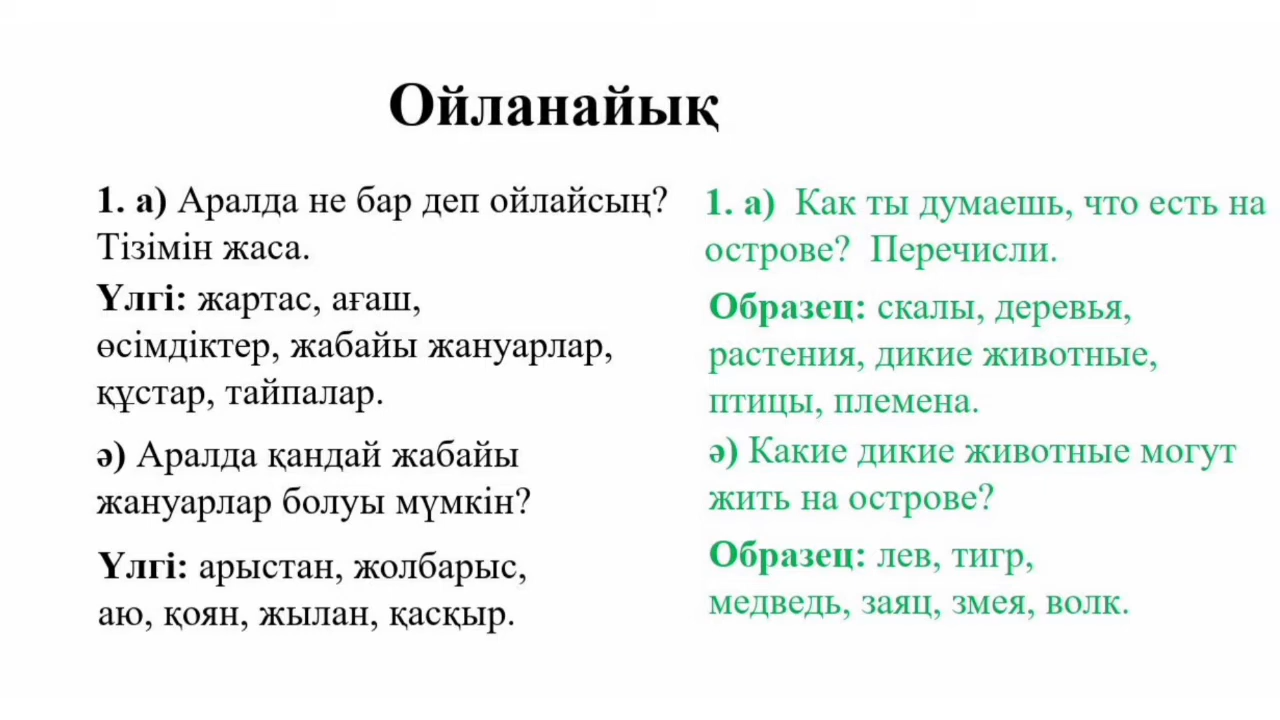 Ойланайық
1. а) Аралда не бар деп ойлайсың?
Тізімін жаса.
Үлгі: жартас, ағаш,
өсімдіктер, жабайы жануарлар,
құстар, тайпалар.
ә) Аралда қандай жабайы
жануарлар болуы мүмкін?
Үлгі: арыстан, жолбарыс,
аю, қоян, жылан, қасқыр.
1. а) Как ты думаешь, что есть на
острове? Перечисли.
Образец: скалы, деревья,
растения, дикие животные,
птицы, племена.
ә) Какие дикие животные могут
жить на острове?
Образец: лев, тигр,
медведь, заяц, змея, волк.